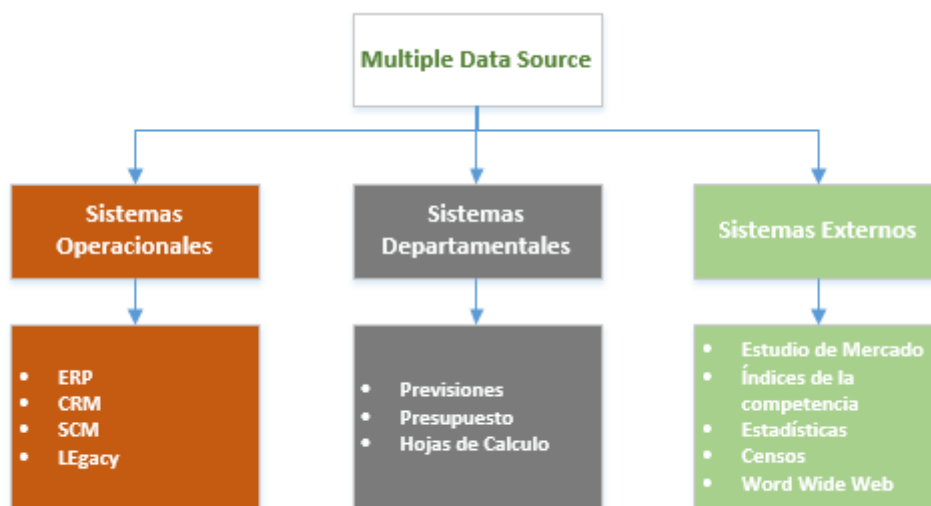 Multiple Data Source
Sistemas
Operacionales
Sistemas
Departamentales
Sistemas Externos
• ERP
• CRM
• SCM
• LEgacy
• Previsiones
• Presupuesto
• Hojas de Calculo
• Estudio de Mercado
• Índices de la
competencia
• Estadísticas
• Censos
• Word Wide Web